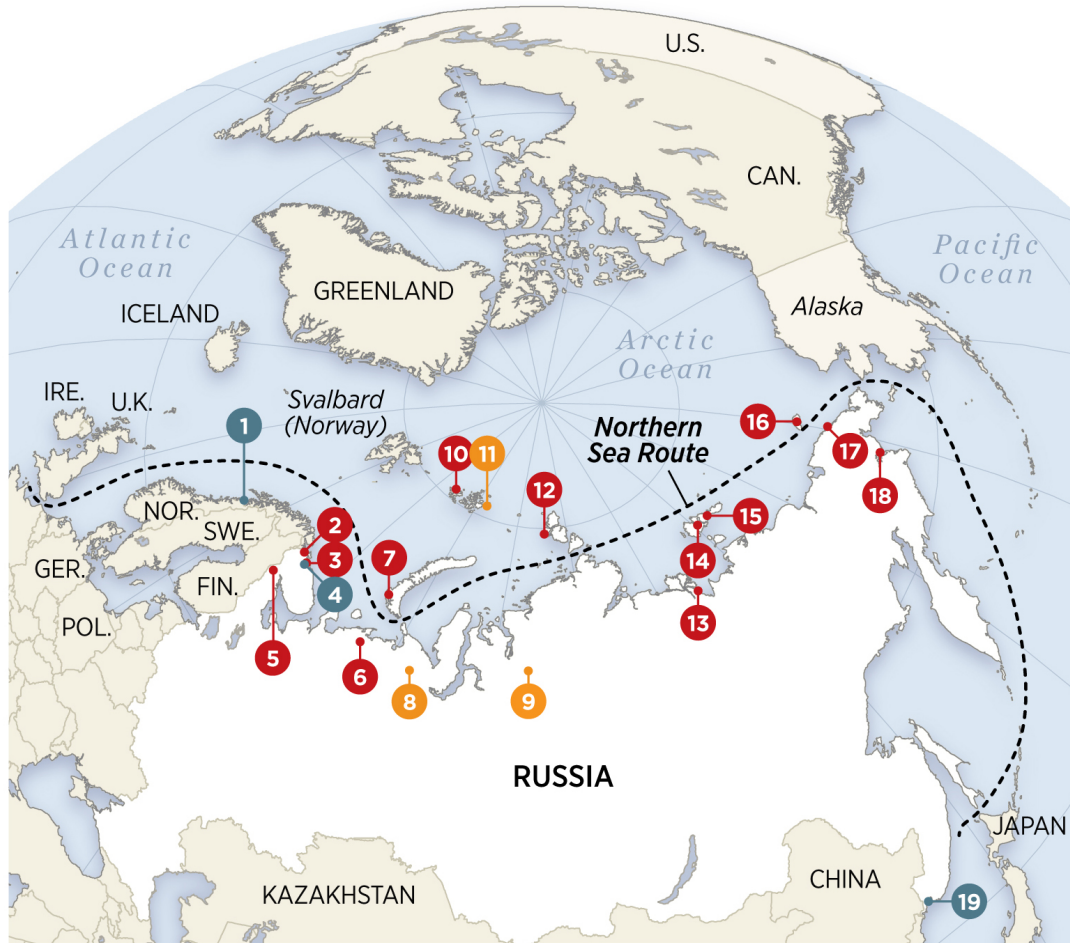 U.S.
CAN.
Atlantic
Ocean
Pacific
Ocean
GREENLAND
Alaska
ICELAND
Arctic
Ocean
IRE.
U.K.
Svalbard
(Norway)
1
10
11
16
Northern
Sea Route
17
12
18
NOR.
SWE.
2
3
4
7
15
14
GER.
FIN.
13
POL.
5
6
8
9
RUSSIA
JAPAN
KAZAKHSTAN
CHINA
19